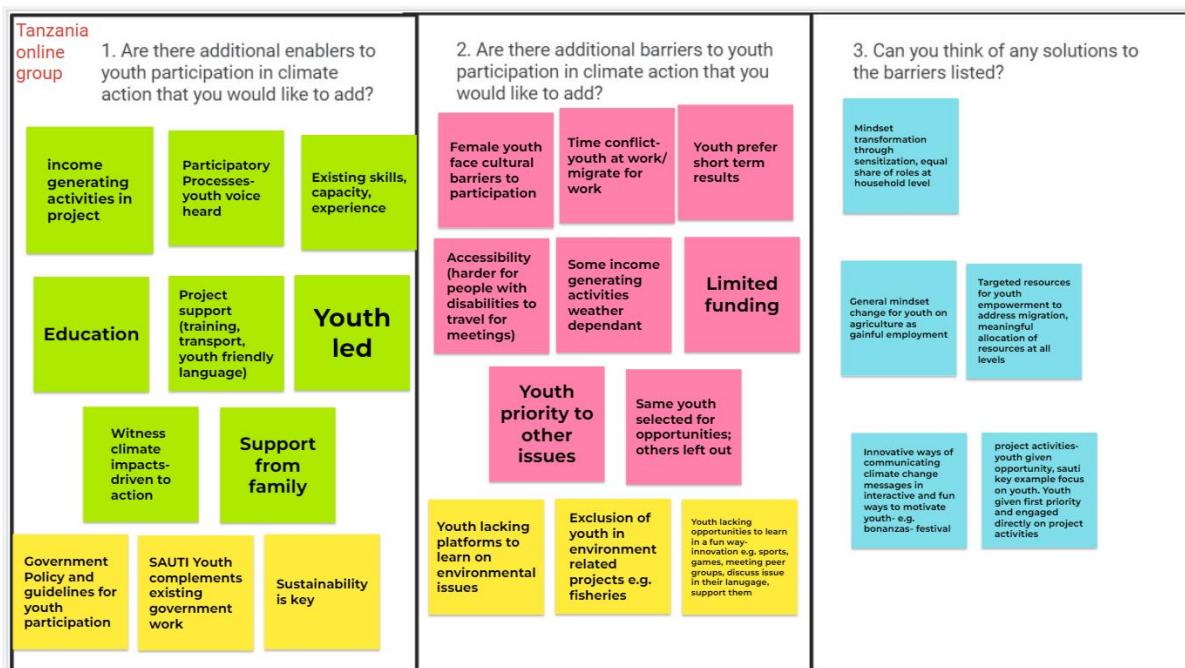 Tanzania
online
group
1. Are there additional enablers to
youth participation in climate
action that you would like to add?
income
generating
activities in
project
Participatory
Processes-
youth voice
heard
Existing skills,
capacity,
experience
Education
Project
support
(training,
transport,
youth friendly
language)
Youth
led
Witness
climate
impacts-
driven to
action
Support
from
family
Government
Policy and
guidelines for
youth
participation
SAUTI Youth
complements
existing
government
work
Sustainability
is key
2. Are there additional barriers to youth
participation in climate action that you
would like to add?
Female youth
face cultural
barriers to
participation
Time conflict-
youth at work/
migrate for
work
Youth prefer
short term
results
Accessibility
(harder for
people with
disabilities to
travel for
meetings)
Some income
generating
activities
weather
dependant
Limited
funding
Youth
priority to
other
issues
Same youth
selected for
opportunities;
others left out
Youth lacking
platforms to
learn on
environmental
issues
Exclusion of
youth in
environment
related
projects e.g.
fisheries
Youth lacking
opportunities to learn
in a fun way-
innovation e.g. sports,
games, meeting peer
groups, discuss issue
in their lanugage,
support them
3. Can you think of any solutions to
the barriers listed?
Mindset
transformation
through
sensitization, equal
share of roles at
household level
General mindset
change for youth on
agriculture as
gainful employment
Targeted resources
for youth
empowerment to
address migration,
meaningful
allocation of
resources at all
levels
Innovative ways of
communicating
climate change
messages in
interactive and fun
ways to motivate
youth- e.g.
bonanzas- festival
project activities-
youth given
opportunity, sauti
key example focus
on youth. Youth
given first priority
and engaged
directly on project
activities